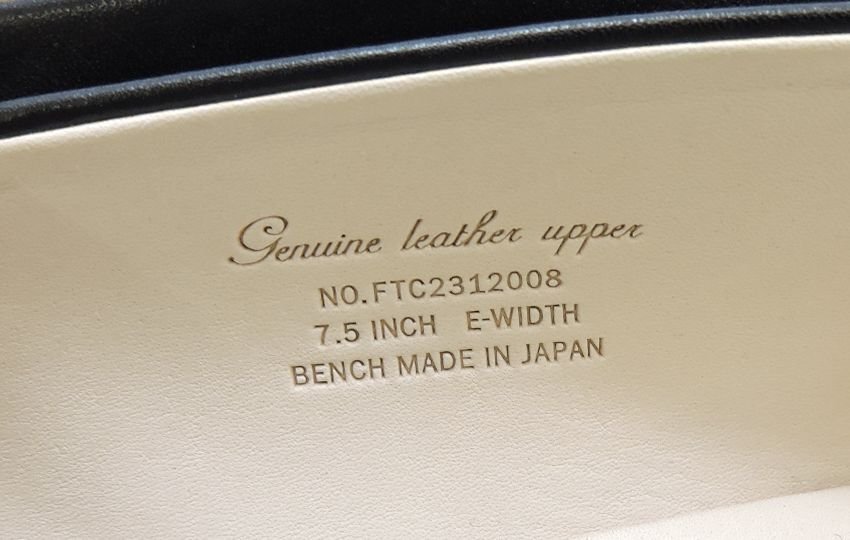 Genuine leather upper
NO.FTC2312008
7.5 INCH E-WIDTH
BENCH MADE IN JAPAN